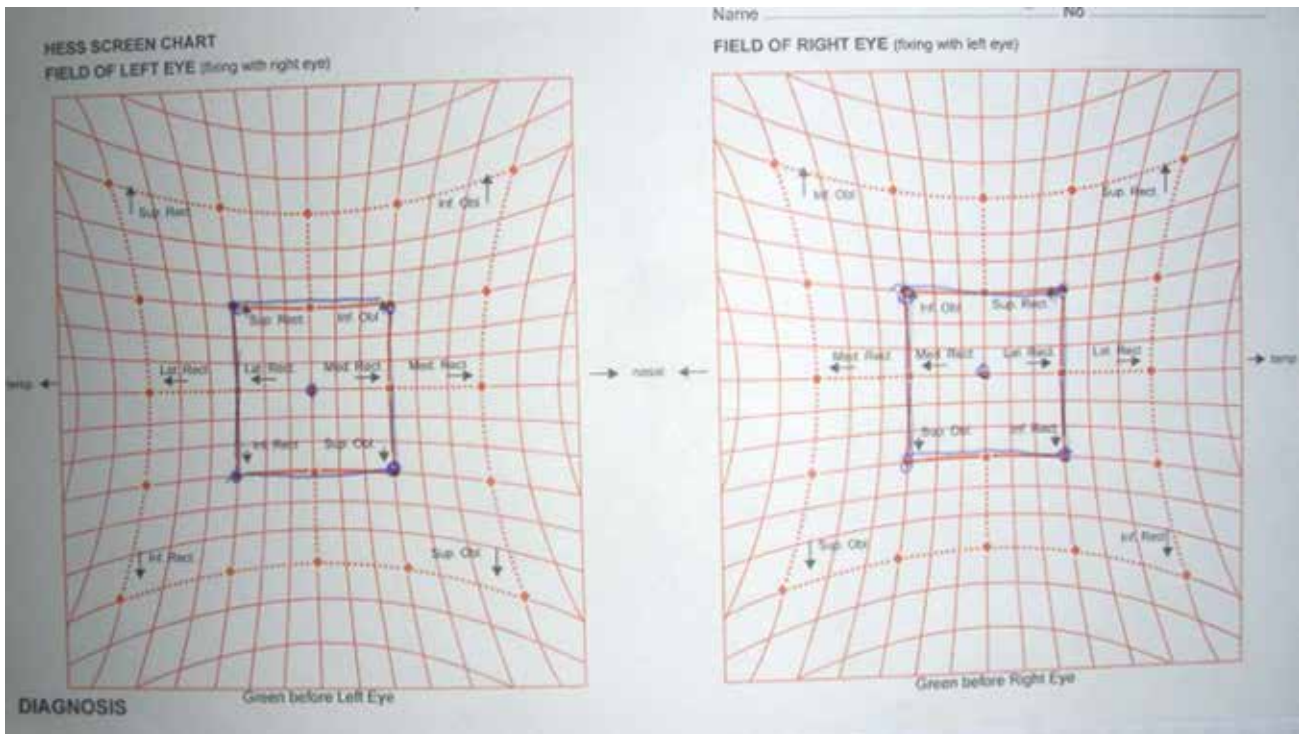 Name No
HESS SCREEN CHART
FIELD OF LEFT EYE (fixing with right eye)
FIELD OF RIGHT EYE (fixing with left eye)
Sup. Rect. Inf. Obl.
Inf. Obl. Sup. Rect.
Sup. Rect. Inf. Obl.
Inf. Obl. Sup. Rect.
temp. Lat. Rect. Lat. Rect. Med. Rect. Med. Rect. nasal Med. Rect. Med. Rect. Lat. Rect. Lat. Rect. temp.
Inf. Rect. Sup. Obl.
Sup. Obl. Inf. Rect.
Inf. Rect. Sup. Obl.
Sup. Obl. Inf. Rect.
Green before Left Eye
Green before Right Eye
DIAGNOSIS